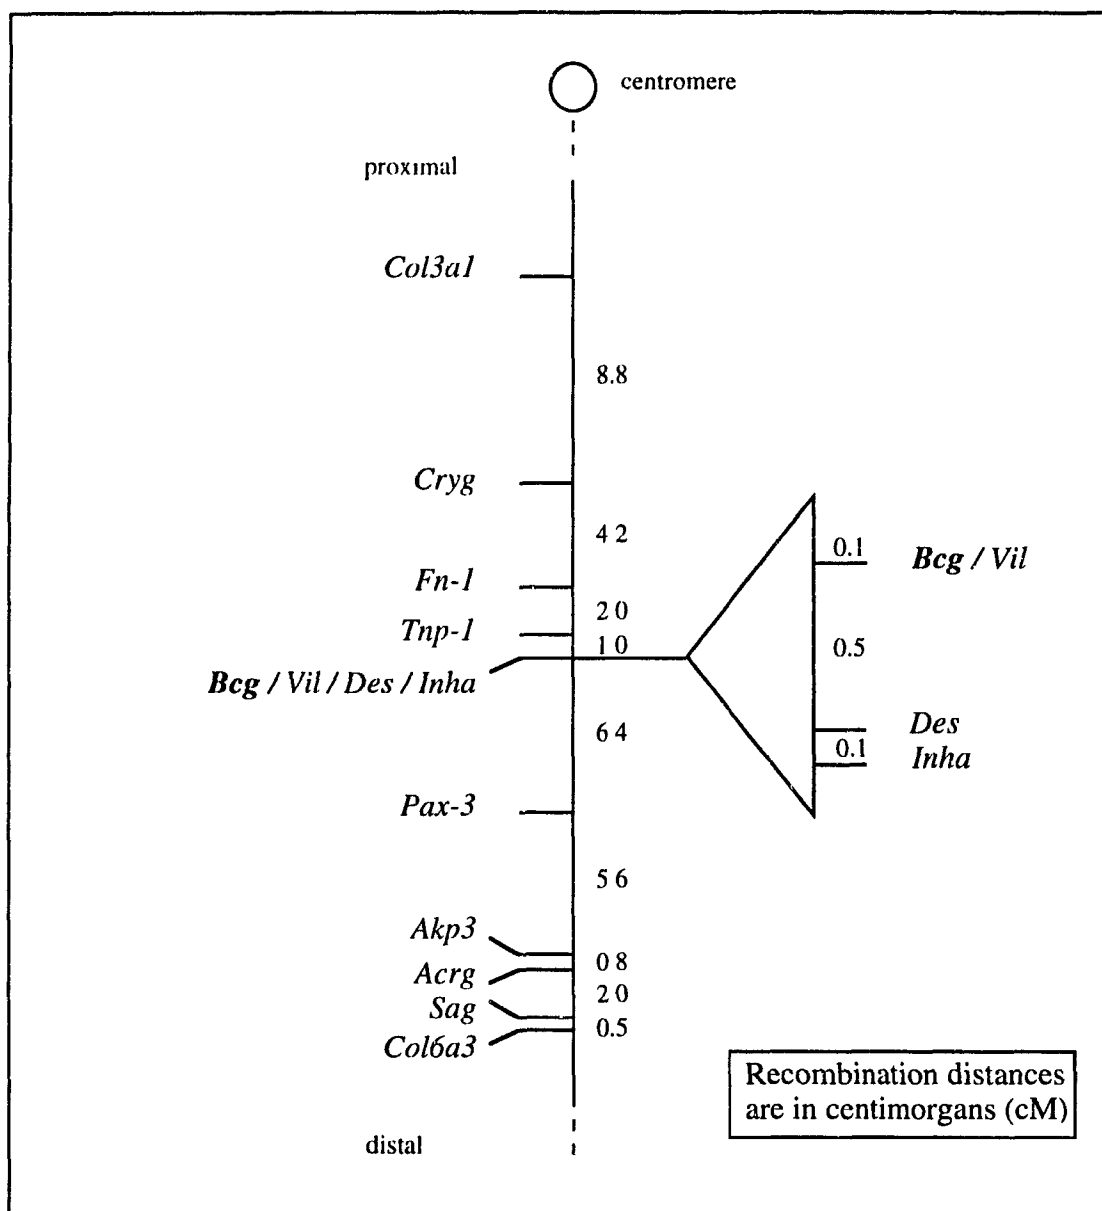 centromere
proximal
Col3a1
8.8
Cryg
4 2
Fn-1
2 0
Tnp-1
1 0
Bcg / Vil / Des / Inha
6 4
Pax-3
5 6
Akp3
0 8
Acrg
2 0
Sag
0.5
Col6a3
distal
0.1
Bcg / Vil
0.5
Des
0.1
Inha
Recombination distances
are in centimorgans (cM)